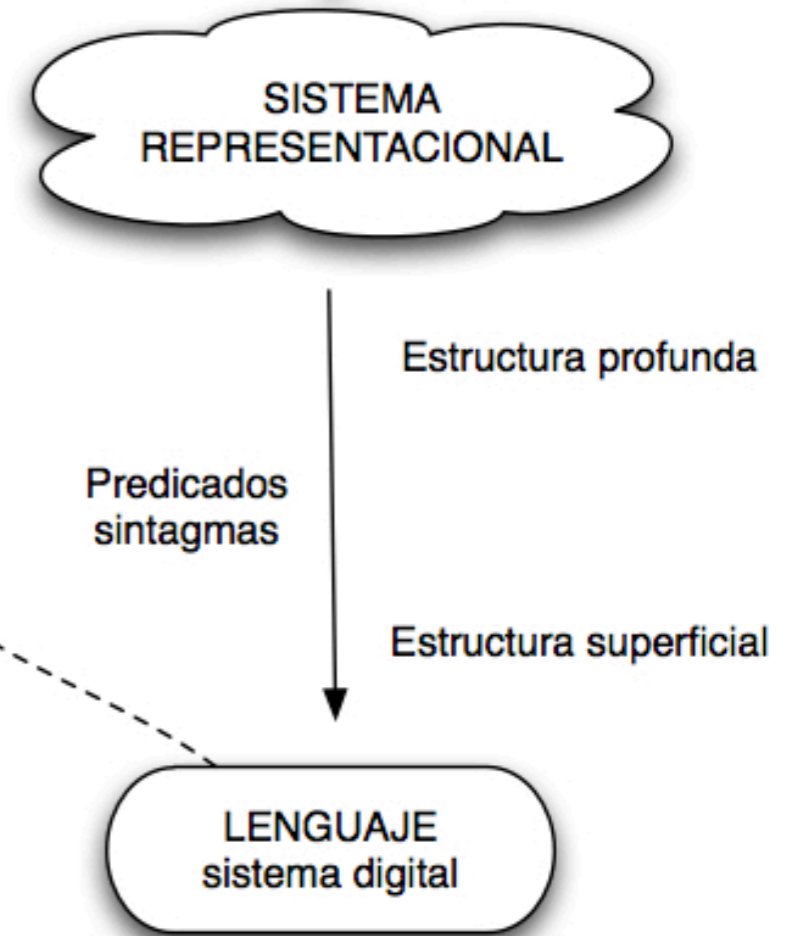 SISTEMA
REPRESENTACIONAL
Estructura profunda
Predicados
sintagmas
Estructura superficial
LENGUAJE
sistema digital